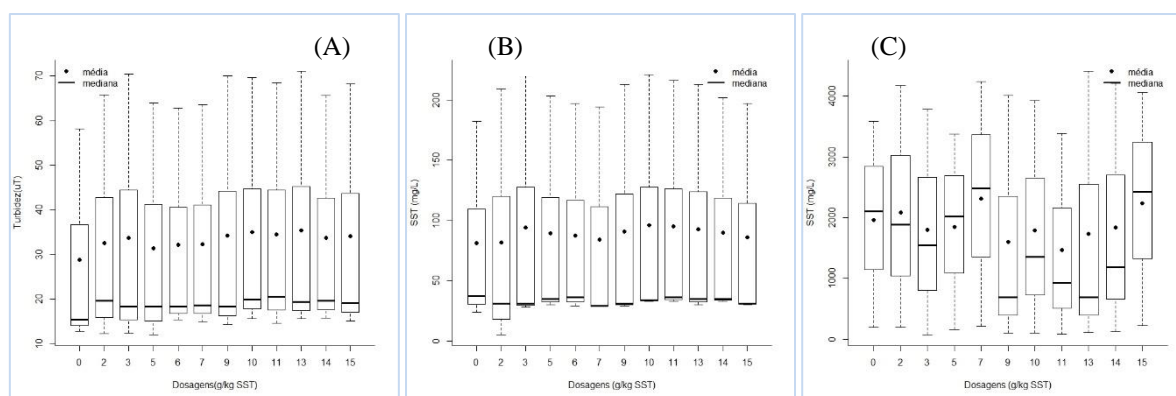 (A)
Turbidez(uT)
70
60
50
40
30
20
10
média
mediana
0 2 3 5 6 7 9 10 11 13 14 15
Dosagens(g/kg SST)
(B)
SST (mg/L)
200
150
100
50
0
média
mediana
0 2 3 5 6 7 9 10 11 13 14 15
Dosagens (g/kg SST)
(C)
SST (mg/L)
4000
3000
2000
1000
0
média
mediana
0 2 3 5 7 9 10 11 13 14 15
Dosagens (g/kg SST)